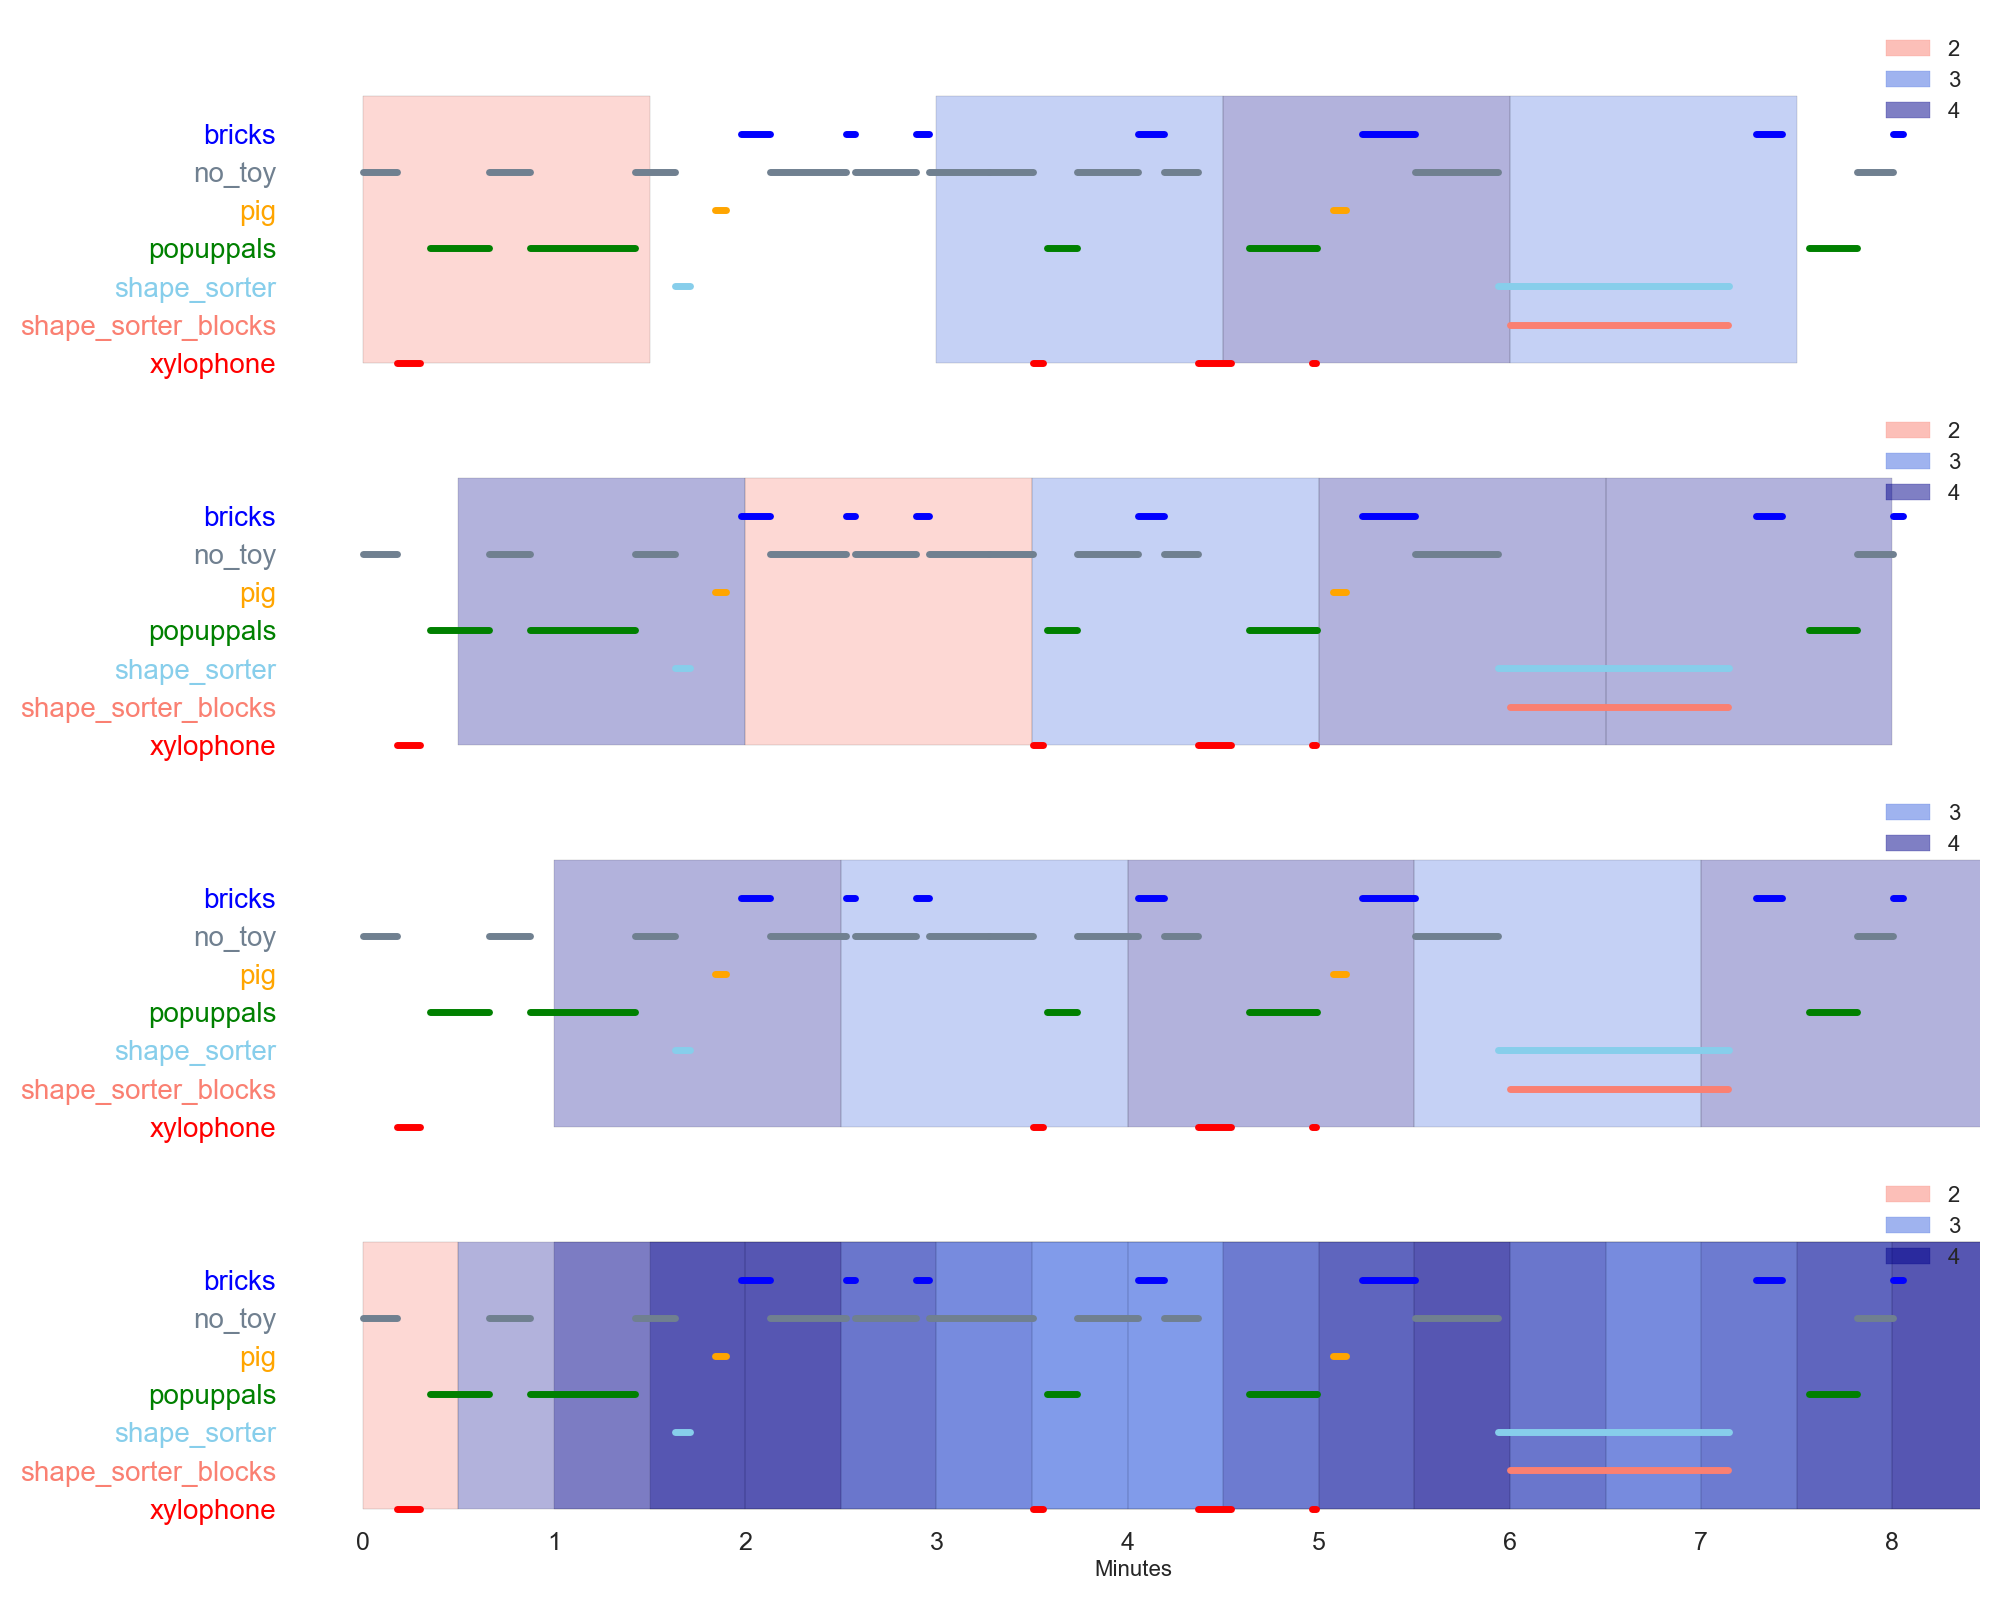 2
3
4
bricks
no_toy
pig
popuppals
shape_sorter
shape_sorter_blocks
xylophone
2
3
4
bricks
no_toy
pig
popuppals
shape_sorter
shape_sorter_blocks
xylophone
3
4
bricks
no_toy
pig
popuppals
shape_sorter
shape_sorter_blocks
xylophone
2
3
4
bricks
no_toy
pig
popuppals
shape_sorter
shape_sorter_blocks
xylophone
0 1 2 3 4 5 6 7 8
Minutes